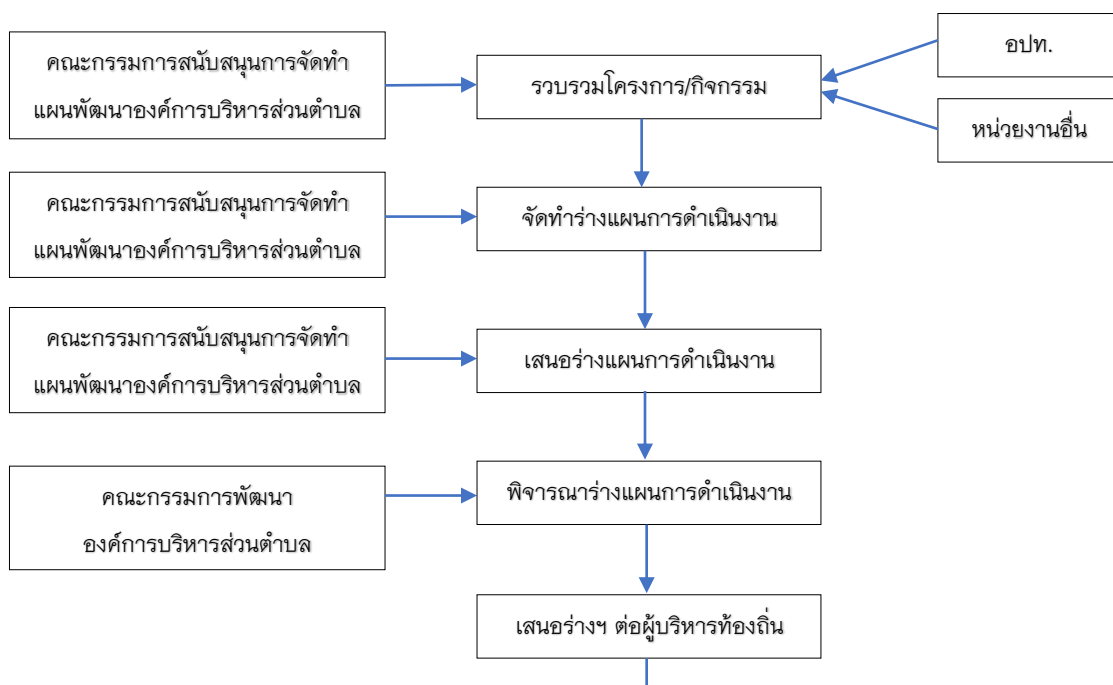 คณะกรรมการสนับสนุนการจัดทำ
แผนพัฒนาองค์การบริหารส่วนตำบล
รวบรวมโครงการ/กิจกรรม
อปท.
หน่วยงานอื่น
คณะกรรมการสนับสนุนการจัดทำ
แผนพัฒนาองค์การบริหารส่วนตำบล
จัดทำร่างแผนการดำเนินงาน
คณะกรรมการสนับสนุนการจัดทำ
แผนพัฒนาองค์การบริหารส่วนตำบล
เสนอร่างแผนการดำเนินงาน
คณะกรรมการพัฒนา
องค์การบริหารส่วนตำบล
พิจารณาร่างแผนการดำเนินงาน
เสนอร่างฯ ต่อผู้บริหารท้องถิ่น